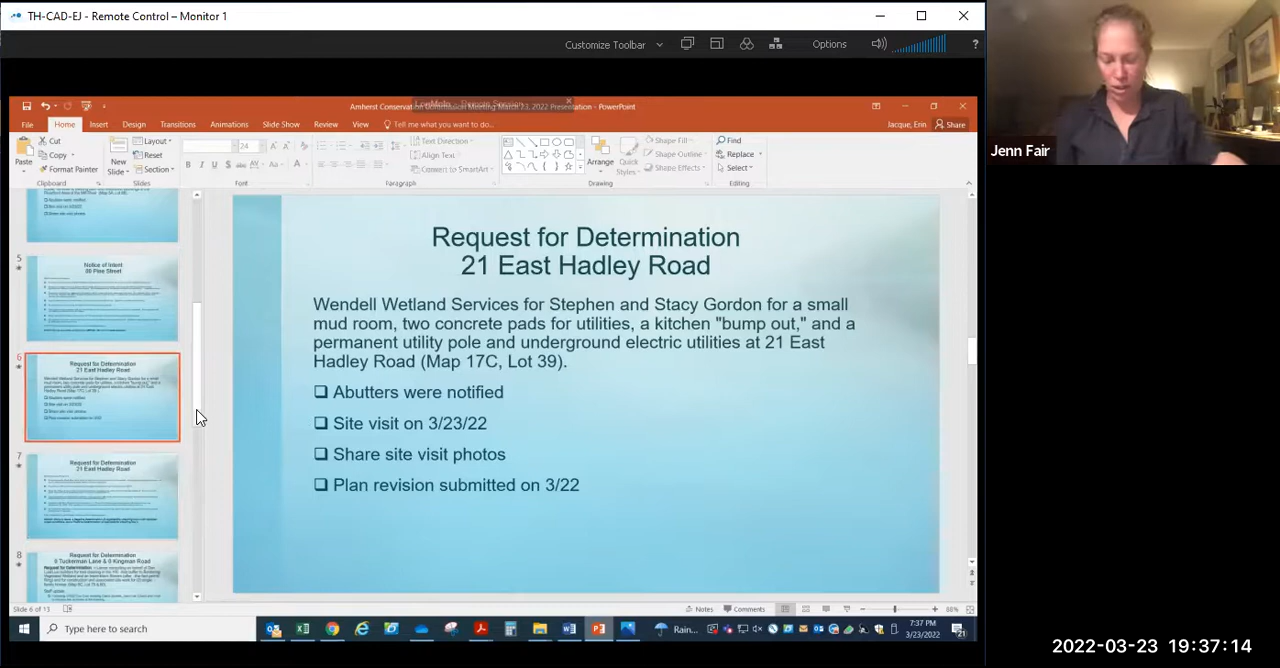 TH-CAD-EJ - Remote Control – Monitor 1
Customize Toolbar
Options
?
Amherst Conservation Commission Meeting March 23, 2022 Presentation - PowerPoint
File Home Insert Design Transitions Animations Slide Show Review View Tell me what you want to do...
Jacque, Erin Share
Cut
Copy
Format Painter
Paste
Clipboard
New
Slide
Layout
Reset
Section
Slides
24
Font
Text Direction
Align Text
Convert to SmartArt
Paragraph
Arrange
Quick
Styles
Shape Fill
Shape Outline
Shape Effects
Drawing
Find
Replace
Select
Editing
5
Notice of Intent
6
Request for Determination
21 East Hadley Road
7
Request for Determination
21 East Hadley Road
8
Request for Determination
0 Tuckerman Lane & 0 Kingman Road
Request for Determination
21 East Hadley Road
Wendell Wetland Services for Stephen and Stacy Gordon for a small
mud room, two concrete pads for utilities, a kitchen "bump out," and a
permanent utility pole and underground electric utilities at 21 East
Hadley Road (Map 17C, Lot 39).
❑ Abutters were notified
❑ Site visit on 3/23/22
❑ Share site visit photos
❑ Plan revision submitted on 3/22
Slide 6 of 13
Notes Comments
88%
Type here to search
Rain...
7:37 PM
3/23/2022
21
Jenn Fair
2022-03-23 19:37:14